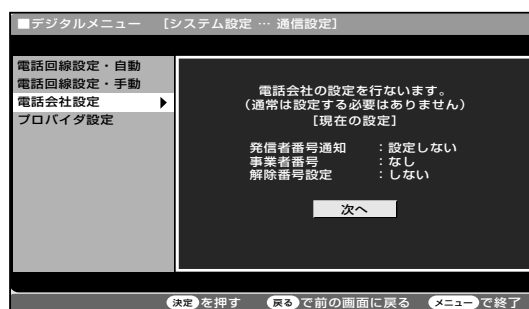 ■デジタルメニュー　[システム設定 … 通信設定]
電話回線設定・自動
電話回線設定・手動
電話会社設定 ▶
プロバイダ設定
電話会社の設定を行ないます。
（通常は設定する必要はありません）
[現在の設定]
発信者番号通知　：設定しない
事業者番号　：なし
解除番号設定　：しない
次へ
決定 を押す　戻る で前の画面に戻る　メニュー で終了